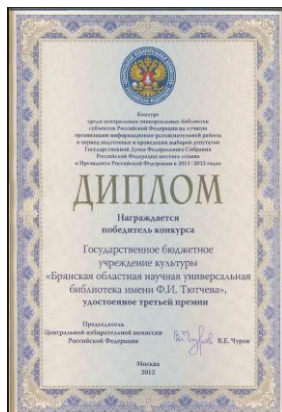 Конкурс
среди центральных универсальных библиотек
субъектов Российской Федерации на лучшую
организацию информационно-разъяснительной работы
в период подготовки и проведения выборов депутатов
Государственной Думы Федерального Собрания
Российской Федерации шестого созыва
и Президента Российской Федерации в 2011-2012 годах
ДИПЛОМ
Награждается
победитель конкурса
Государственное бюджетное
учреждение культуры
«Брянская областная научная универсальная
библиотека имени Ф.И. Тютчева»,
удостоенное третьей премии
Председатель
Центральной избирательной комиссии
Российской Федерации
В.Е. Чуров
Москва
2012